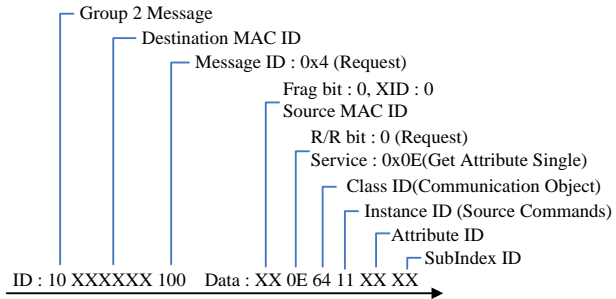 Group 2 Message
Destination MAC ID
Message ID : 0x4 (Request)
Frag bit : 0, XID : 0
Source MAC ID
R/R bit : 0 (Request)
Service : 0x0E(Get Attribute Single)
Class ID(Communication Object)
Instance ID (Source Commands)
Attribute ID
SubIndex ID
ID : 10 XXXXXX 100 Data : XX 0E 64 11 XX XX